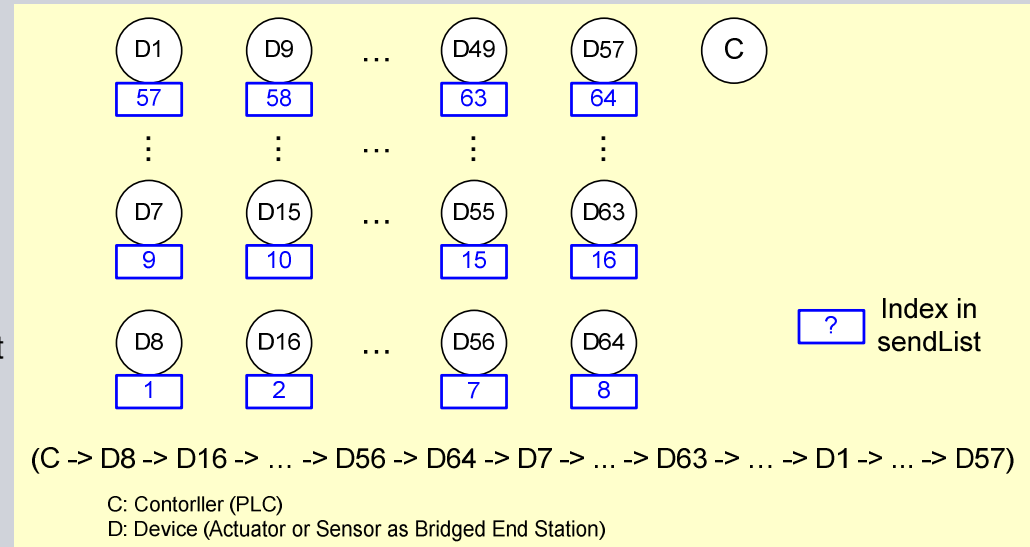 D1 D9 ... D49 D57 C
57 58 63 64
⋮ ⋮ ... ⋮ ⋮
D7 D15 ... D55 D63
9 10 15 16
Index in
? sendList
t
D8 D16 ... D56 D64
1 2 7 8
(C -> D8 -> D16 -> ... -> D56 -> D64 -> D7 -> ... -> D63 -> ... -> D1 -> ... -> D57)
C: Contorller (PLC)
D: Device (Actuator or Sensor as Bridged End Station)